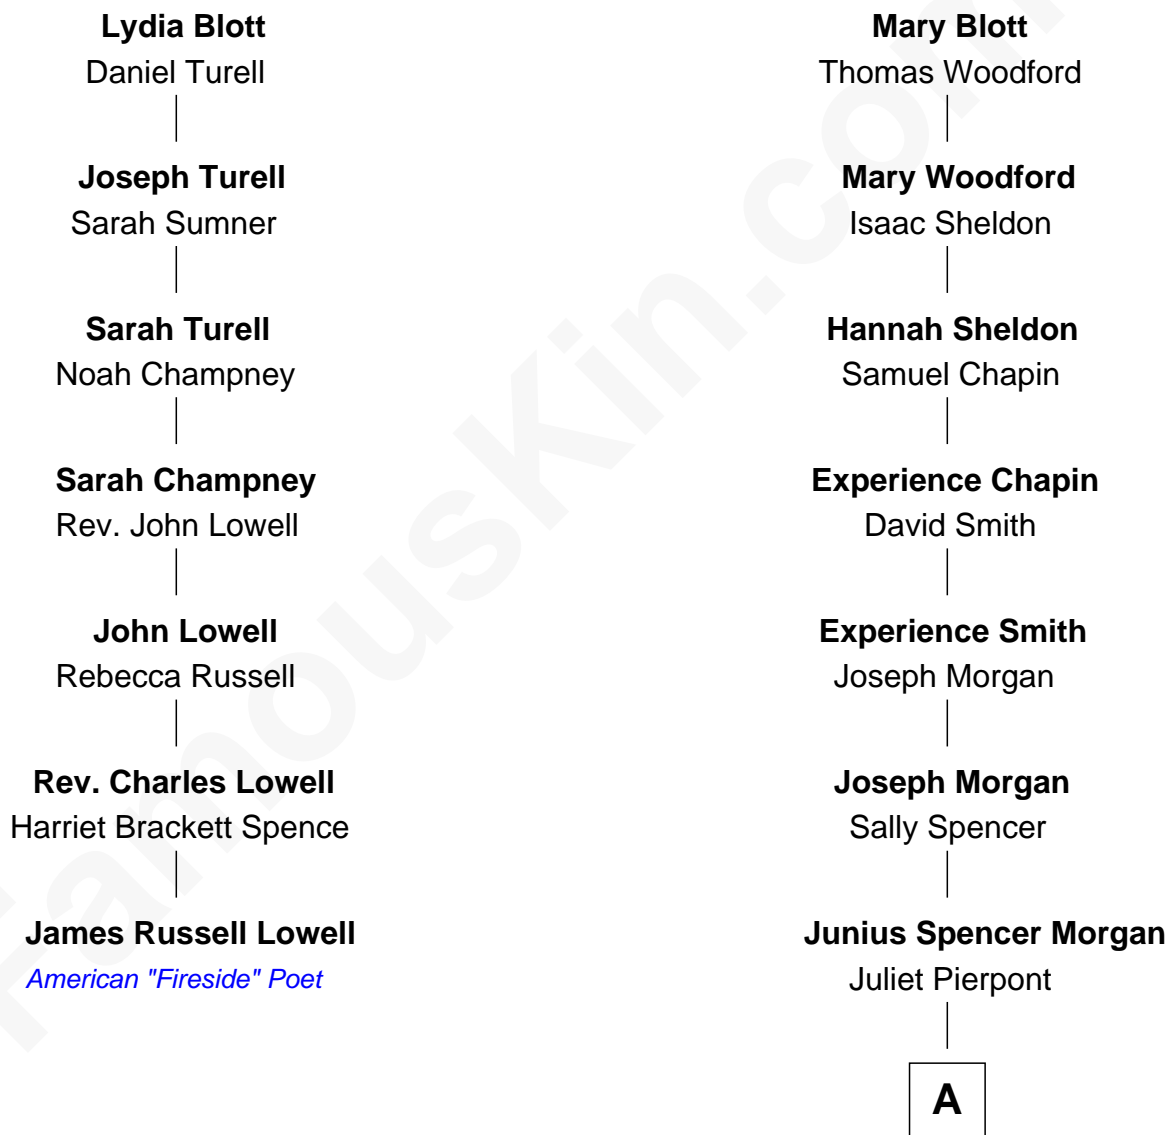 Lydia Blott
Daniel Turell
Joseph Turell
Sarah Sumner
Sarah Turell
Noah Champney
Sarah Champney
Rev. John Lowell
John Lowell
Rebecca Russell
Rev. Charles Lowell
Harriet Brackett Spence
James Russell Lowell
American "Fireside" Poet
Mary Blott
Thomas Woodford
Mary Woodford
Isaac Sheldon
Hannah Sheldon
Samuel Chapin
Experience Chapin
David Smith
Experience Smith
Joseph Morgan
Joseph Morgan
Sally Spencer
Junius Spencer Morgan
Juliet Pierpont
A
FamousKin.com